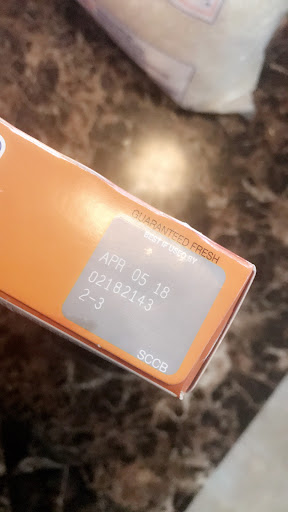 GUARANTEED FRESH
APR 05 18
02182143
2-3
SCCB